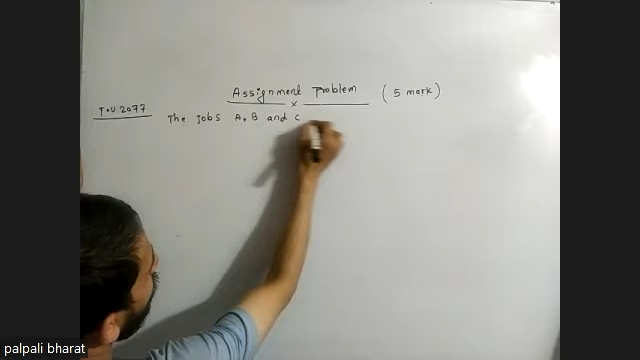 Assignment Problem (5 mark)
T.U 2077 The Jobs A, B and C
palpali bharat